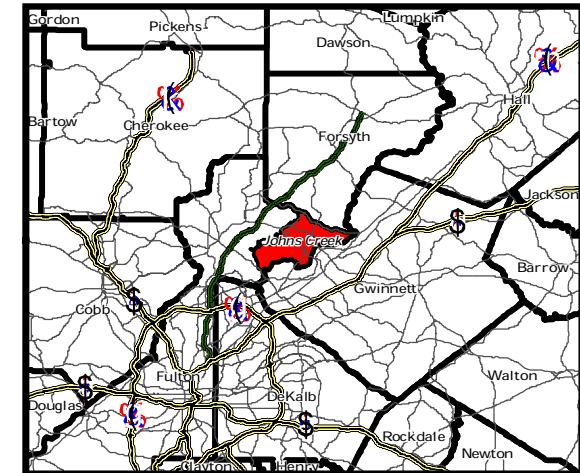 Gordon
Pickens
Lumpkin
Dawson
Hall
Bartow
Cherokee
Forsyth
Jackson
Johns Creek
Barrow
Gwinnett
Cobb
Fulton
Walton
DeKalb
Douglas
Rockdale
Newton
Clayton
Henry